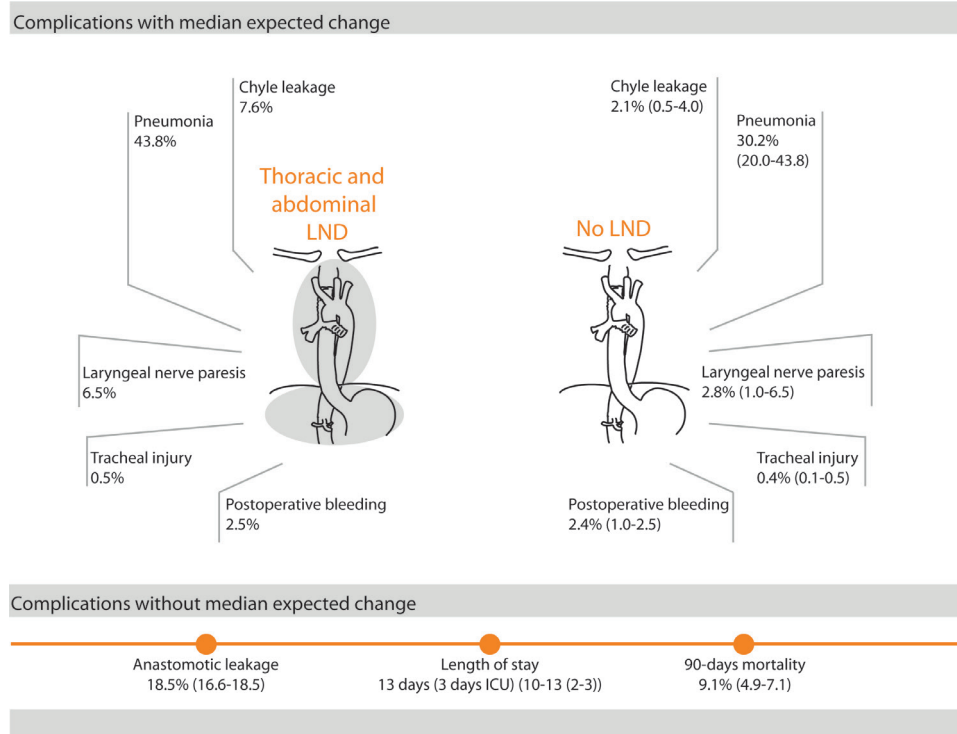 Complications with median expected change
Chyle leakage
7.6%
Pneumonia
43.8%
Thoracic and
abdominal
LND
Laryngeal nerve paresis
6.5%
Tracheal injury
0.5%
Postoperative bleeding
2.5%
Chyle leakage
2.1% (0.5-4.0)
Pneumonia
30.2%
(20.0-43.8)
No LND
Laryngeal nerve paresis
2.8% (1.0-6.5)
Tracheal injury
0.4% (0.1-0.5)
Postoperative bleeding
2.4% (1.0-2.5)
Complications without median expected change
Anastomotic leakage
18.5% (16.6-18.5)
Length of stay
13 days (3 days ICU) (10-13 (2-3))
90-days mortality
9.1% (4.9-7.1)